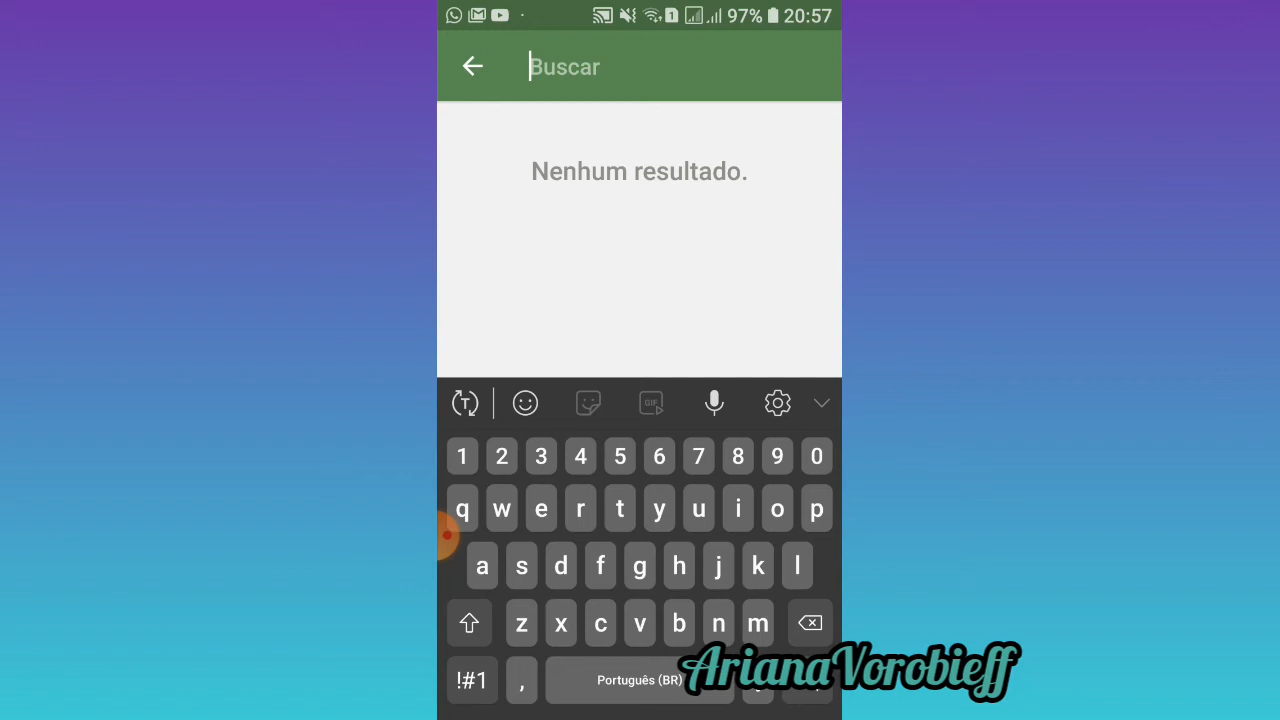 97% 20:57
Buscar
Nenhum resultado.
GIF
1 2 3 4 5 6 7 8 9 0
q w e r t y u i o p
a s d f g h j k l
z x c v b n m
!#1 , Português (BR)
ArianaVorobieff